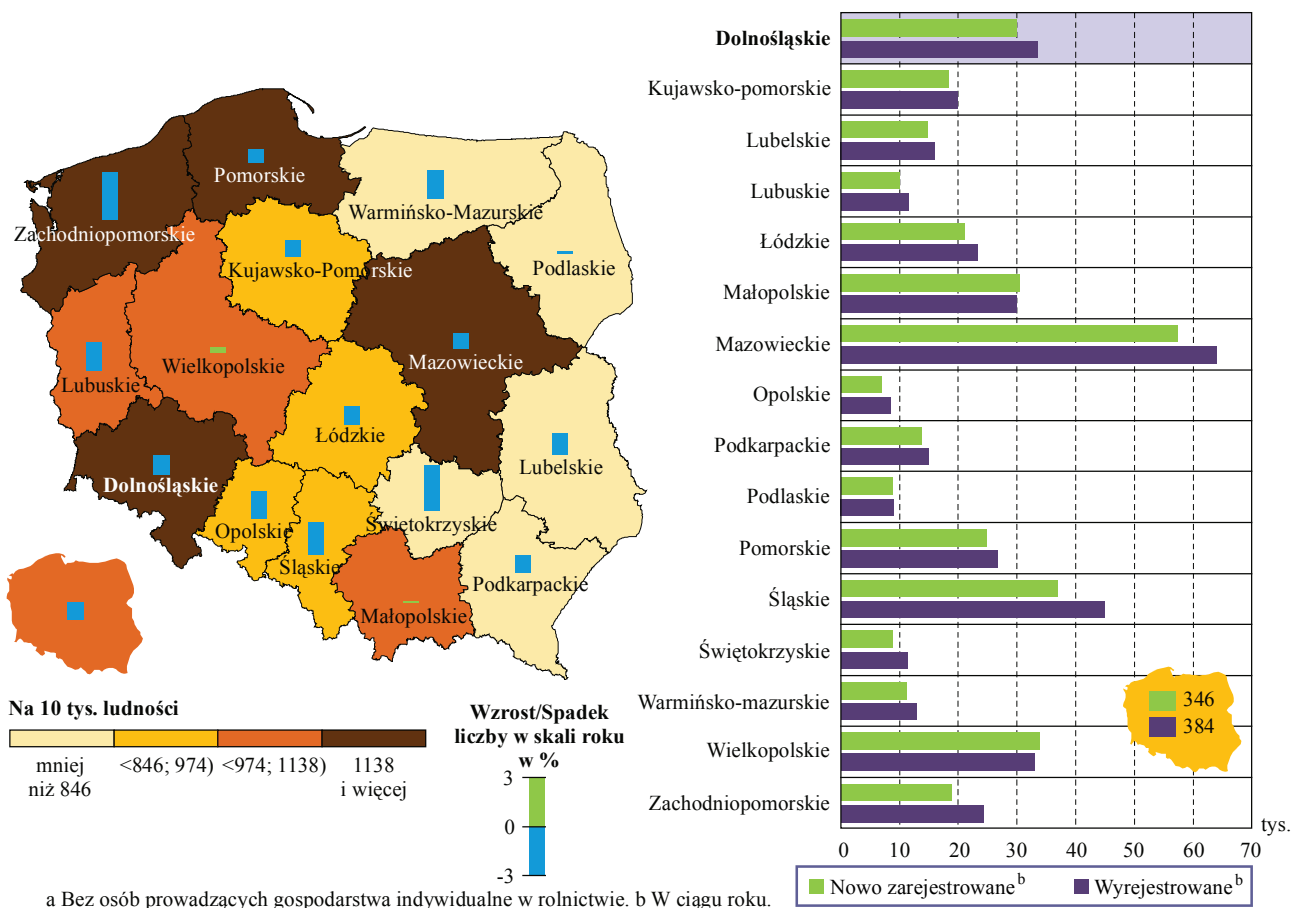 Pomorskie
Zachodniopomorskie
Warmińsko-Mazurskie
Kujawsko-Pomorskie
Podlaskie
Mazowieckie
Wielkopolskie
Lubuskie
Łódzkie
Lubelskie
Dolnośląskie
Opolskie
Śląskie
Świętokrzyskie
Podkarpackie
Małopolskie
Na 10 tys. ludności
mniej
niż 846
<846; 974)
<974; 1138)
1138
i więcej
Wzrost/Spadek
liczby w skali roku
w %
3
0
-3
Dolnośląskie
Kujawsko-pomorskie
Lubelskie
Lubuskie
Łódzkie
Małopolskie
Mazowieckie
Opolskie
Podkarpackie
Podlaskie
Pomorskie
Śląskie
Świętokrzyskie
Warmińsko-mazurskie
Wielkopolskie
Zachodniopomorskie
346
384
tys.
0 10 20 30 40 50 60 70
Nowo zarejestrowane b Wyrejestrowane b
a Bez osób prowadzących gospodarstwa indywidualne w rolnictwie. b W ciągu roku.